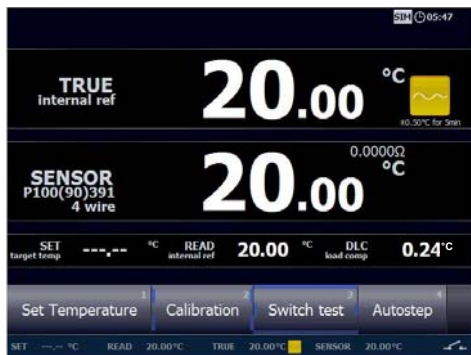 SIM 05:47
TRUE
internal ref
20.00 °C
±0.50°C for 5min
SENSOR
P100(90)391
4 wire
0.0000Ω
20.00 °C
SET
target temp
---.-- °C
READ
internal ref
20.00 °C
DLC
load comp
0.24°C
Set Temperature 1
Calibration 2
Switch test 3
Autostep 4
SET ---.-- °C READ 20.00°C TRUE 20.00°C SENSOR 20.00°C